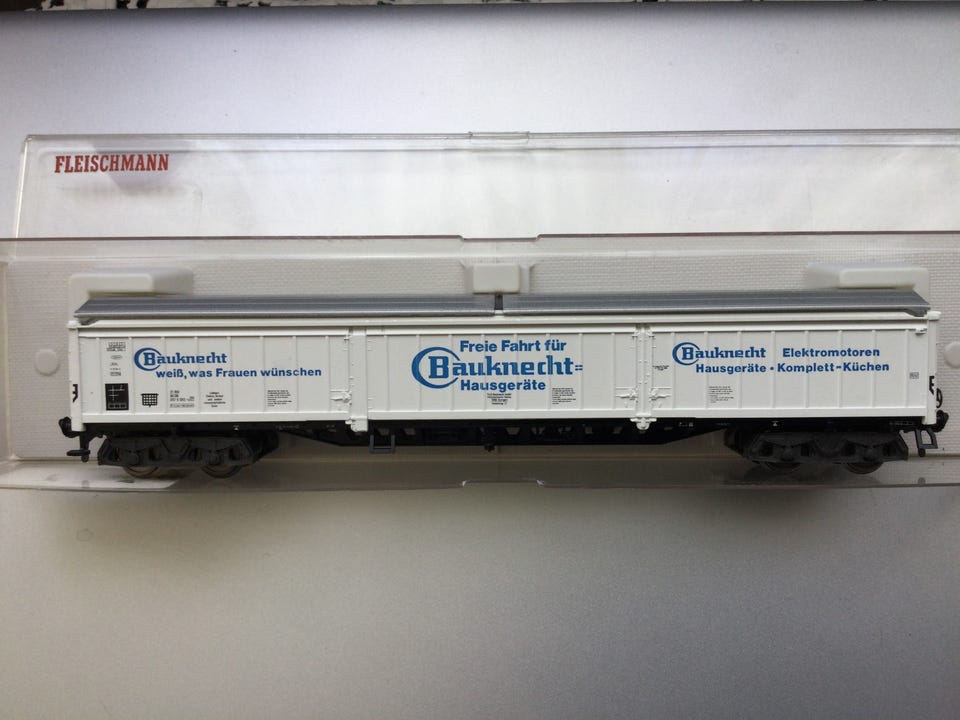 FLEISCHMANN
Bauknecht
weiß, was Frauen wünschen
Freie Fahrt für
Bauknecht-
Hausgeräte
Bauknecht Elektromotoren
Hausgeräte • Komplett-Küchen